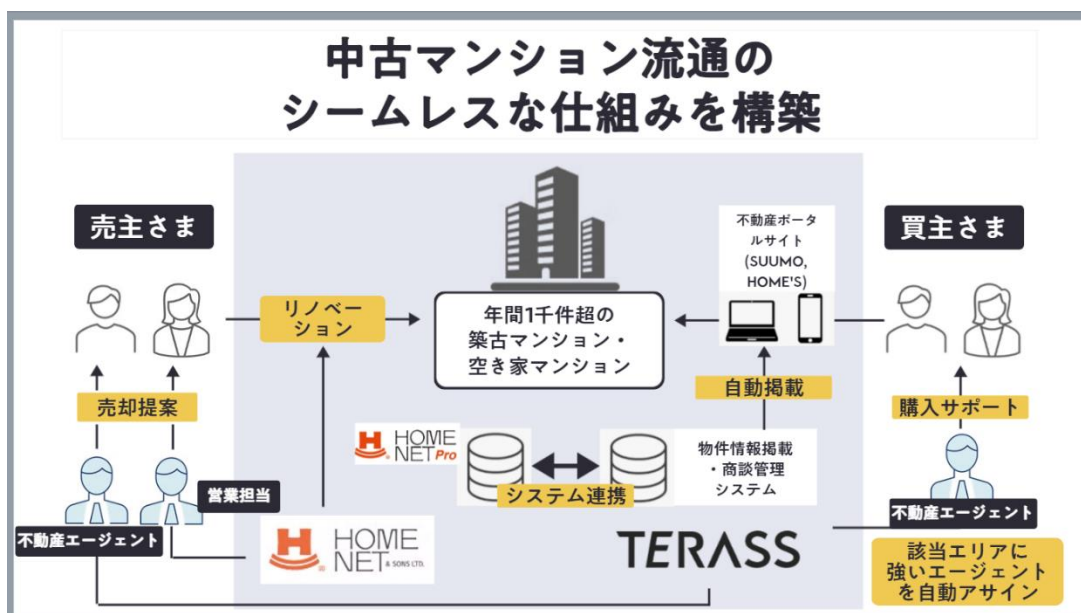 中古マンション流通の
シームレスな仕組みを構築
売主さま
買主さま
不動産ポータ
ルサイト
(SUUMO,
HOME'S)
リノベー
ション
年間1千件超の
築古マンション・
空き家マンション
売却提案
自動掲載
購入サポート
HOME
NET Pro
物件情報掲載
・商談管理
システム
システム連携
営業担当
不動産エージェント
不動産エージェント
HOME
NET & SONS LTD.
TERASS
該当エリアに
強いエージェント
を自動アサイン